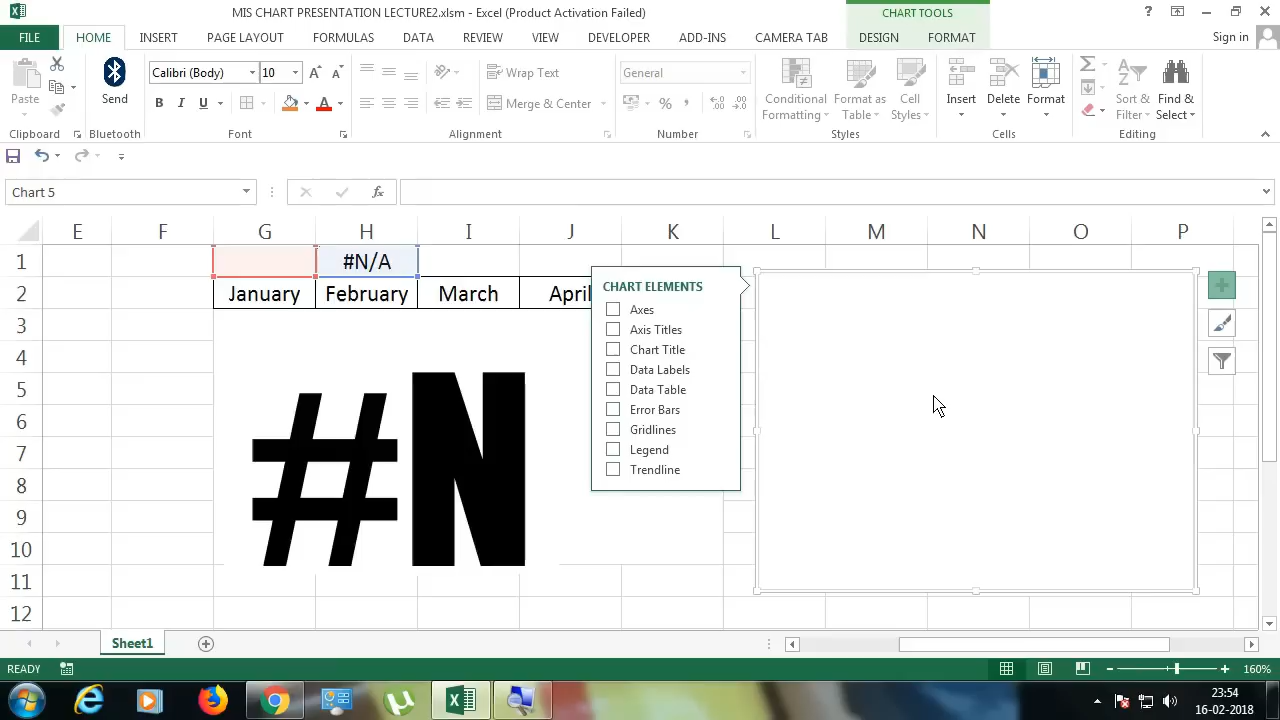 MIS CHART PRESENTATION LECTURE2.xlsm - Excel (Product Activation Failed)
CHART TOOLS
FILE HOME INSERT PAGE LAYOUT FORMULAS DATA REVIEW VIEW DEVELOPER ADD-INS CAMERA TAB DESIGN FORMAT Sign in
Calibri (Body) 10 Wrap Text General
Paste Send B I U A Merge & Center % , Conditional Formatting Format as Table Cell Styles Insert Delete Format Sort & Filter Find & Select
Clipboard Bluetooth Font Alignment Number Styles Cells Editing
Chart 5 fx
E F G H I J K L M N O P
1 #N/A
2 January February March April
3
4
5
6
7
8
9
10
11
12
#N
CHART ELEMENTS
Axes
Axis Titles
Chart Title
Data Labels
Data Table
Error Bars
Gridlines
Legend
Trendline
Sheet1
READY 160%
23:54
16-02-2018